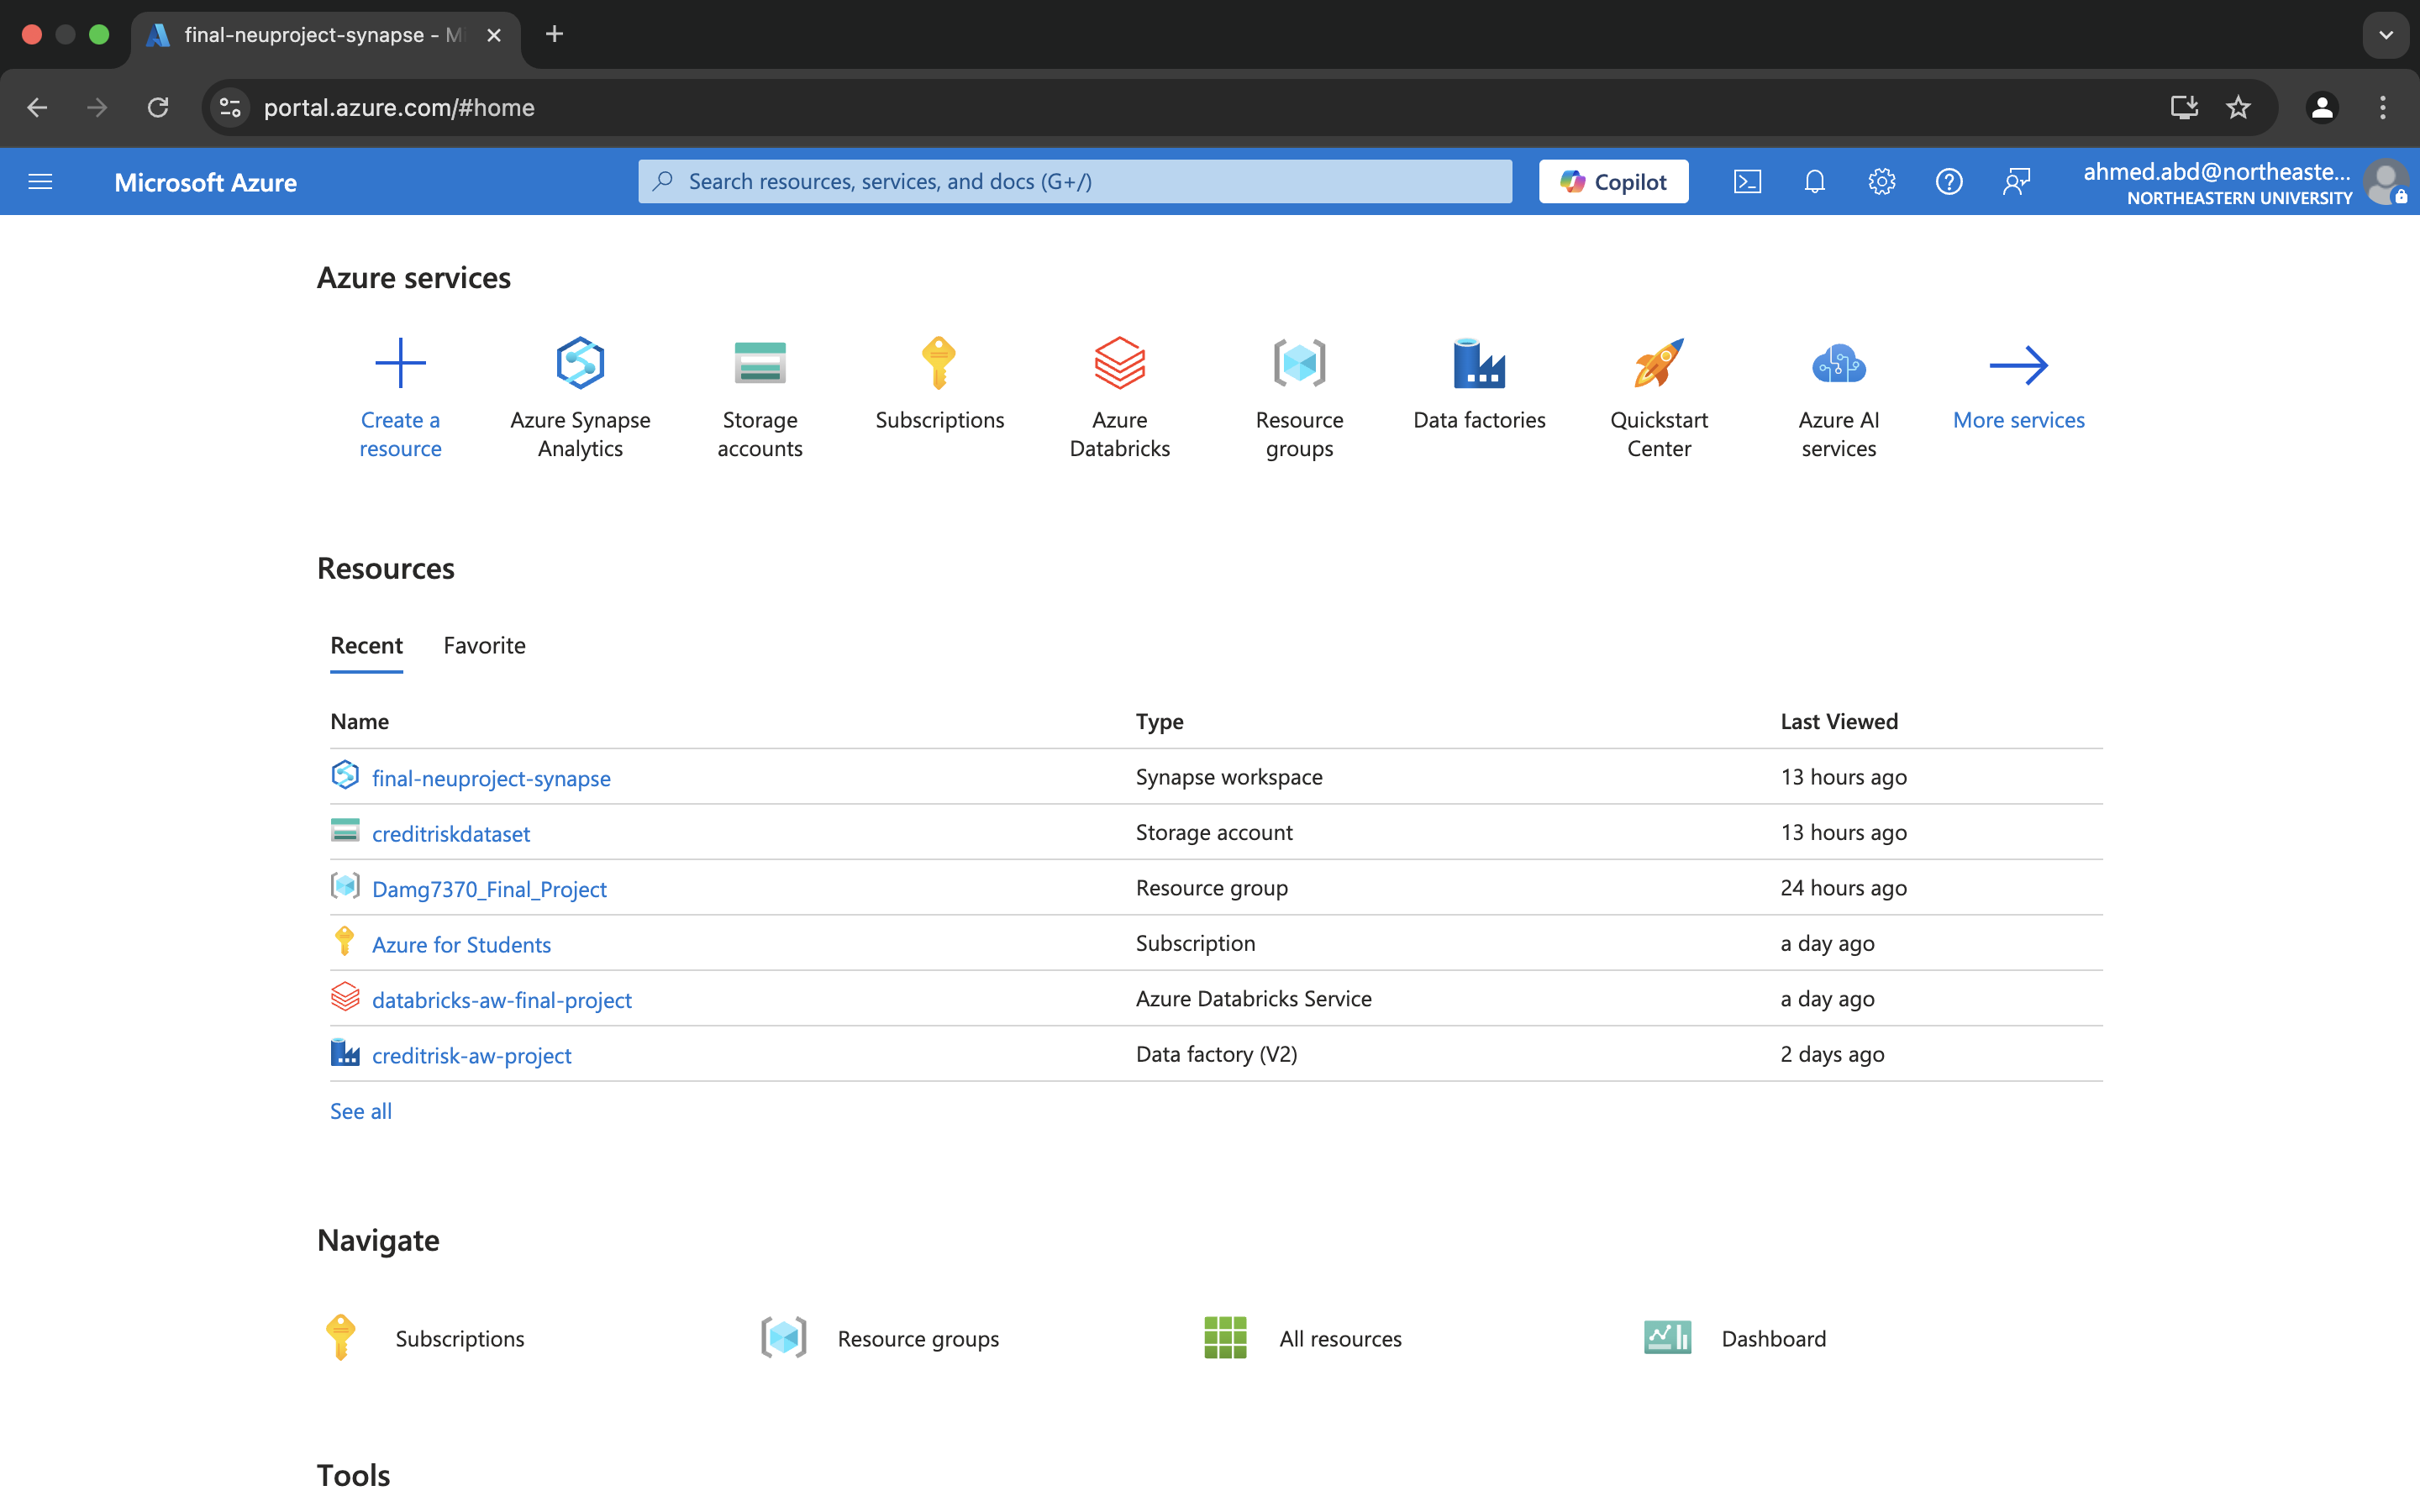 final-neuproject-synapse - Mi
portal.azure.com/#home
Microsoft Azure
Search resources, services, and docs (G+/)
Copilot
ahmed.abd@northeaste...
NORTHEASTERN UNIVERSITY
Azure services
Create a
resource
Azure Synapse
Analytics
Storage
accounts
Subscriptions
Azure
Databricks
Resource
groups
Data factories
Quickstart
Center
Azure AI
services
More services
Resources
Recent
Favorite
Name Type Last Viewed
final-neuproject-synapse Synapse workspace 13 hours ago
creditriskdataset Storage account 13 hours ago
Damg7370_Final_Project Resource group 24 hours ago
Azure for Students Subscription a day ago
databricks-aw-final-project Azure Databricks Service a day ago
creditrisk-aw-project Data factory (V2) 2 days ago
See all
Navigate
Subscriptions
Resource groups
All resources
Dashboard
Tools